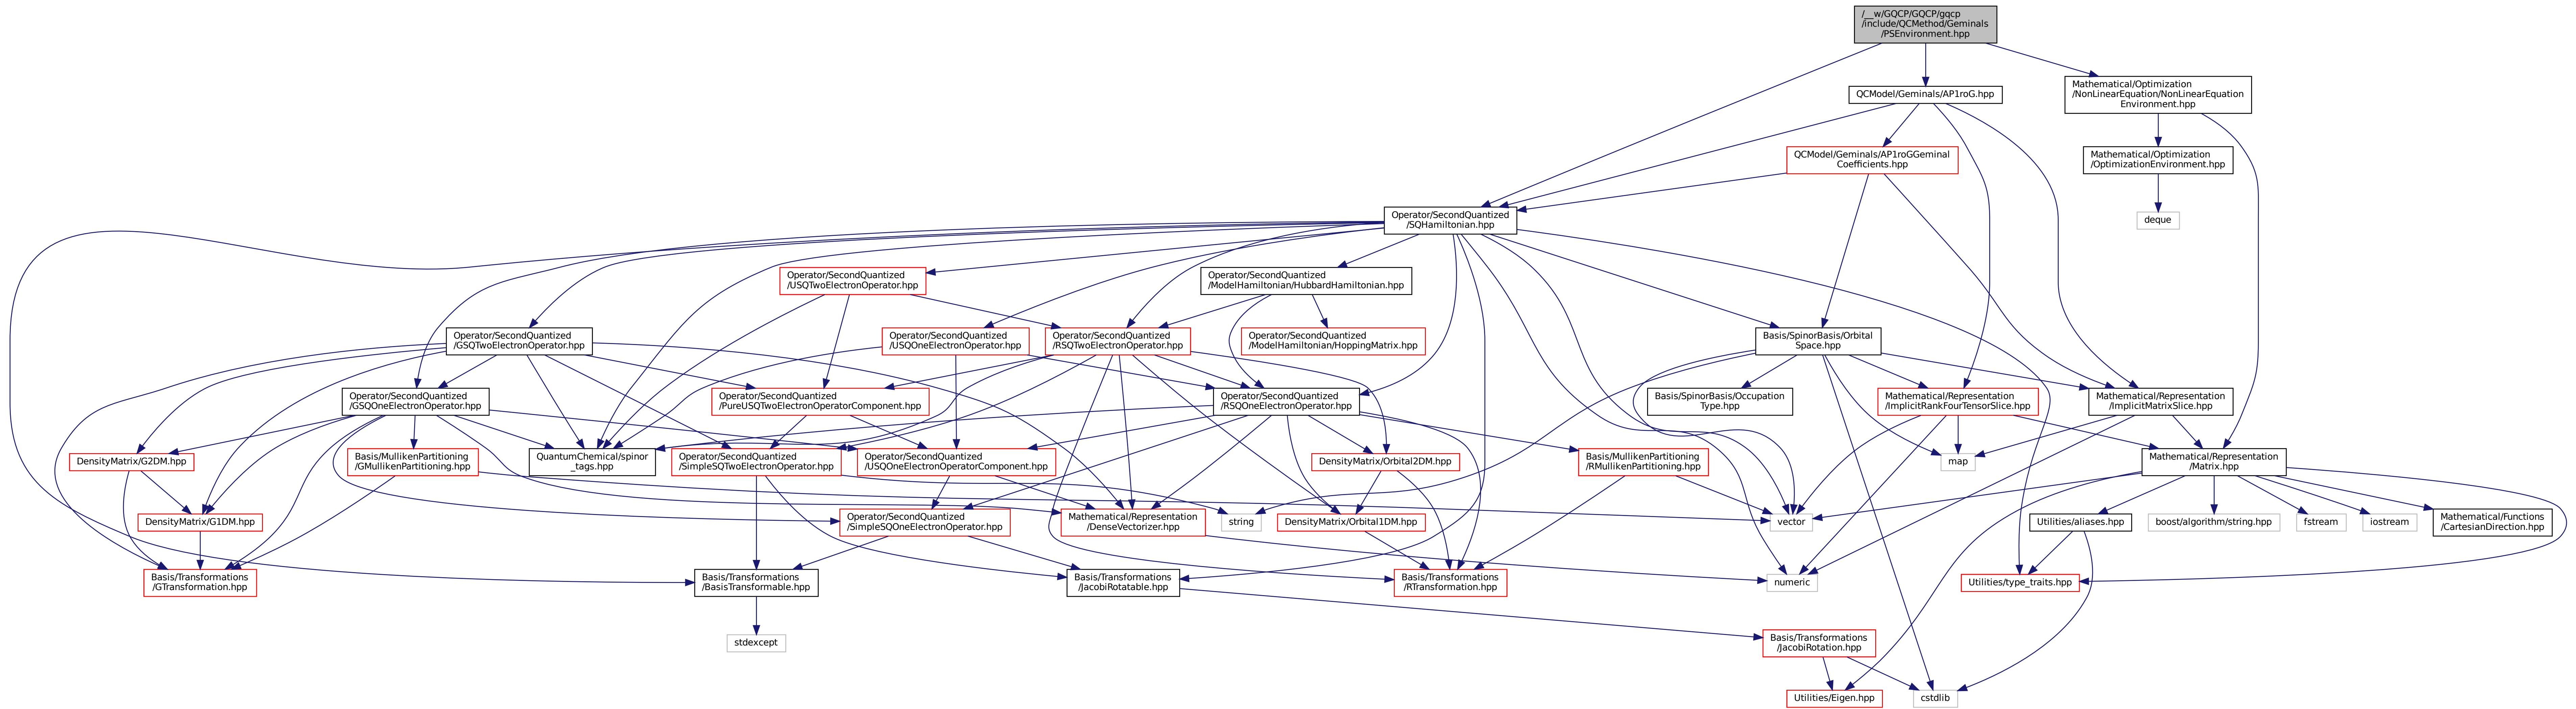 /__w/GQCP/GQCP/gqcp
/include/QCMethod/Geminals
/PSEnvironment.hpp
Mathematical/Optimization
/NonLinearEquation/NonLinearEquation
Environment.hpp
QCModel/Geminals/AP1roG.hpp
QCModel/Geminals/AP1roGGeminal
Coefficients.hpp
Mathematical/Optimization
/OptimizationEnvironment.hpp
Operator/SecondQuantized
/SQHamiltonian.hpp
deque
Operator/SecondQuantized
/USQTwoElectronOperator.hpp
Operator/SecondQuantized
/ModelHamiltonian/HubbardHamiltonian.hpp
Operator/SecondQuantized
/GSQTwoElectronOperator.hpp
Operator/SecondQuantized
/USQOneElectronOperator.hpp
Operator/SecondQuantized
/RSQTwoElectronOperator.hpp
Operator/SecondQuantized
/ModelHamiltonian/HoppingMatrix.hpp
Basis/SpinorBasis/Orbital
Space.hpp
Operator/SecondQuantized
/GSQOneElectronOperator.hpp
Operator/SecondQuantized
/PureUSQTwoElectronOperatorComponent.hpp
Operator/SecondQuantized
/RSQOneElectronOperator.hpp
Basis/SpinorBasis/Occupation
Type.hpp
Mathematical/Representation
/ImplicitRankFourTensorSlice.hpp
Mathematical/Representation
/ImplicitMatrixSlice.hpp
DensityMatrix/G2DM.hpp
Basis/MullikenPartitioning
/GMullikenPartitioning.hpp
QuantumChemical/spinor
_tags.hpp
Operator/SecondQuantized
/SimpleSQTwoElectronOperator.hpp
Operator/SecondQuantized
/USQOneElectronOperatorComponent.hpp
DensityMatrix/Orbital2DM.hpp
Basis/MullikenPartitioning
/RMullikenPartitioning.hpp
map
Mathematical/Representation
/Matrix.hpp
DensityMatrix/G1DM.hpp
Operator/SecondQuantized
/SimpleSQOneElectronOperator.hpp
Mathematical/Representation
/DenseVectorizer.hpp
string
DensityMatrix/Orbital1DM.hpp
vector
Utilities/aliases.hpp
boost/algorithm/string.hpp
fstream
iostream
Mathematical/Functions
/CartesianDirection.hpp
Basis/Transformations
/GTransformation.hpp
Basis/Transformations
/BasisTransformable.hpp
Basis/Transformations
/JacobiRotatable.hpp
Basis/Transformations
/RTransformation.hpp
numeric
Utilities/type_traits.hpp
stdexcept
Basis/Transformations
/JacobiRotation.hpp
Utilities/Eigen.hpp
cstdlib